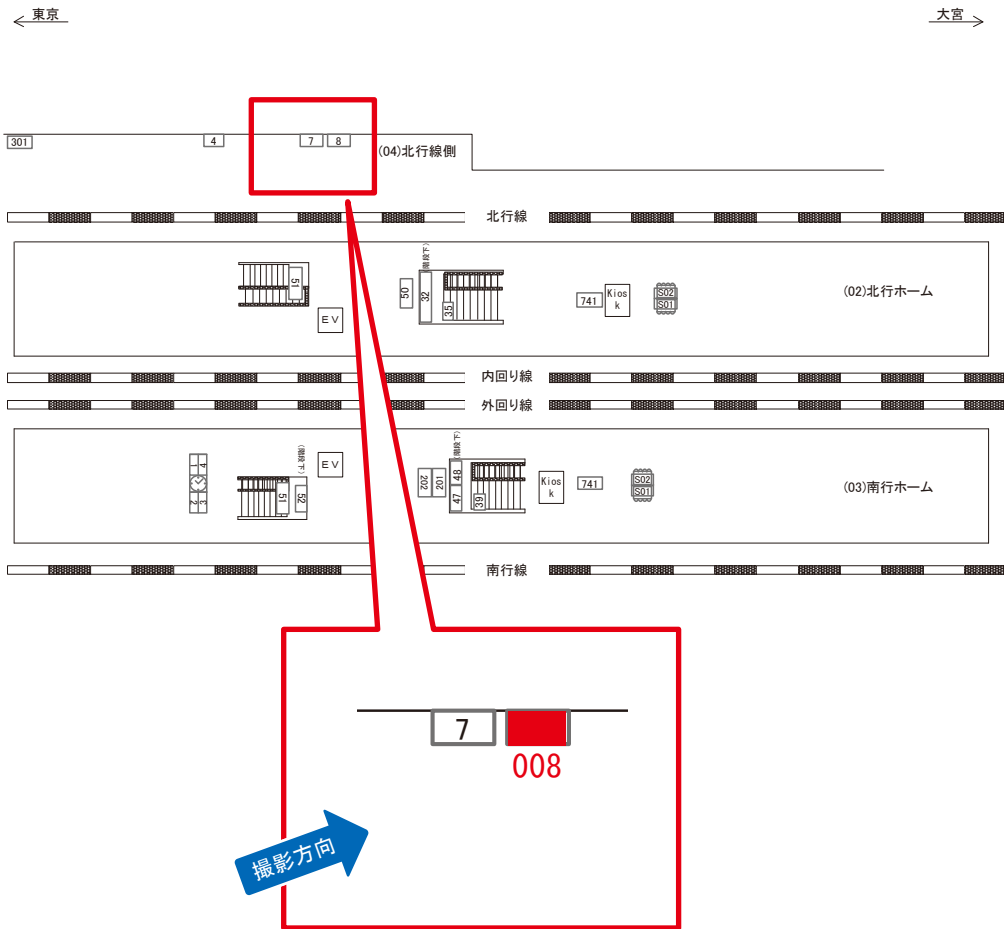 東京
大宮
301
4
7
8
(04)北行線側
北行線
51
EV
50
(階段下)
32
35
741
Kios
k
S02
S01
(02)北行ホーム
内回り線
外回り線
1
4
2
3
51
(階段下)
52
EV
202
201
(階段下)
48
47
39
Kios
k
741
S02
S01
(03)南行ホーム
南行線
7
008
撮影方向